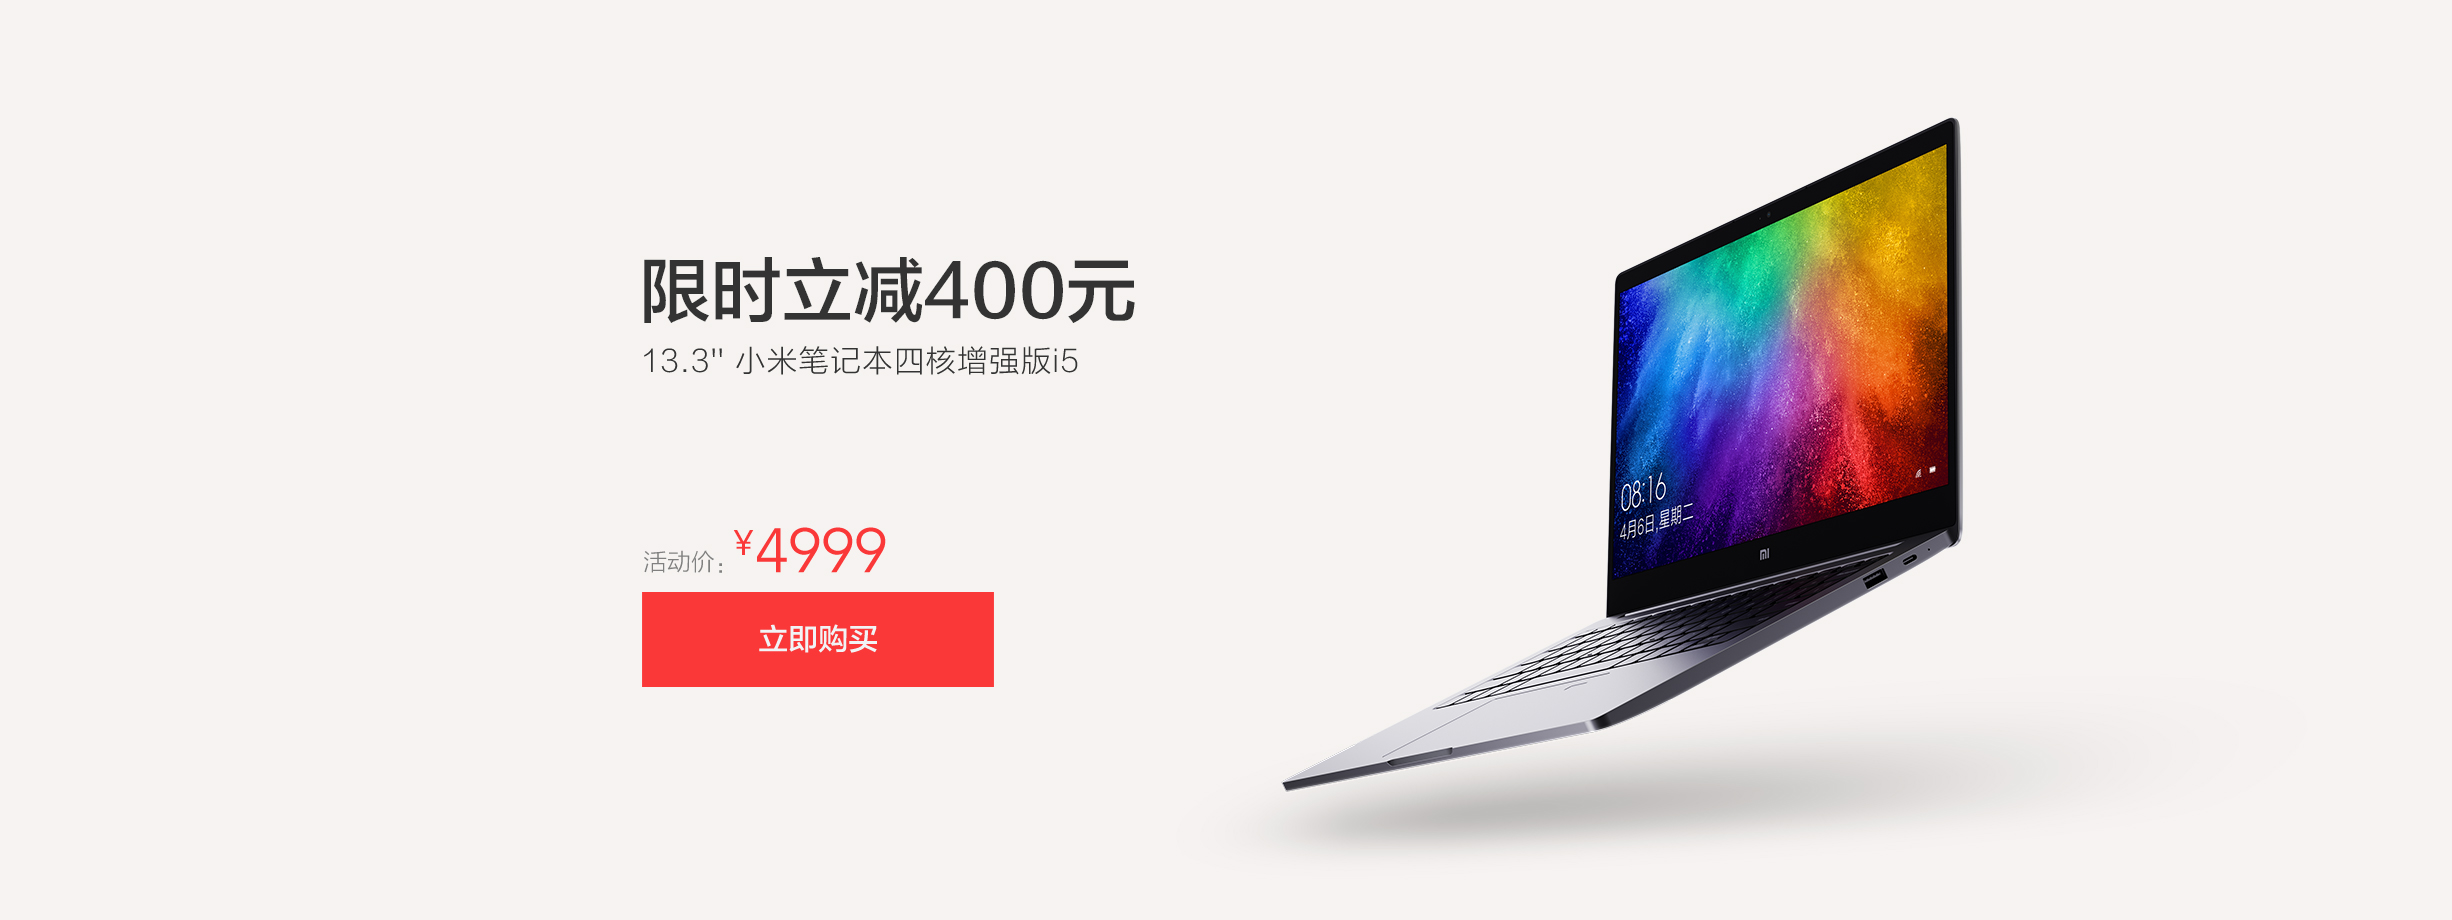 限时立减400元
13.3" 小米笔记本四核增强版i5
活动价：¥4999
立即购买
08:16
4月6日,星期二
mi